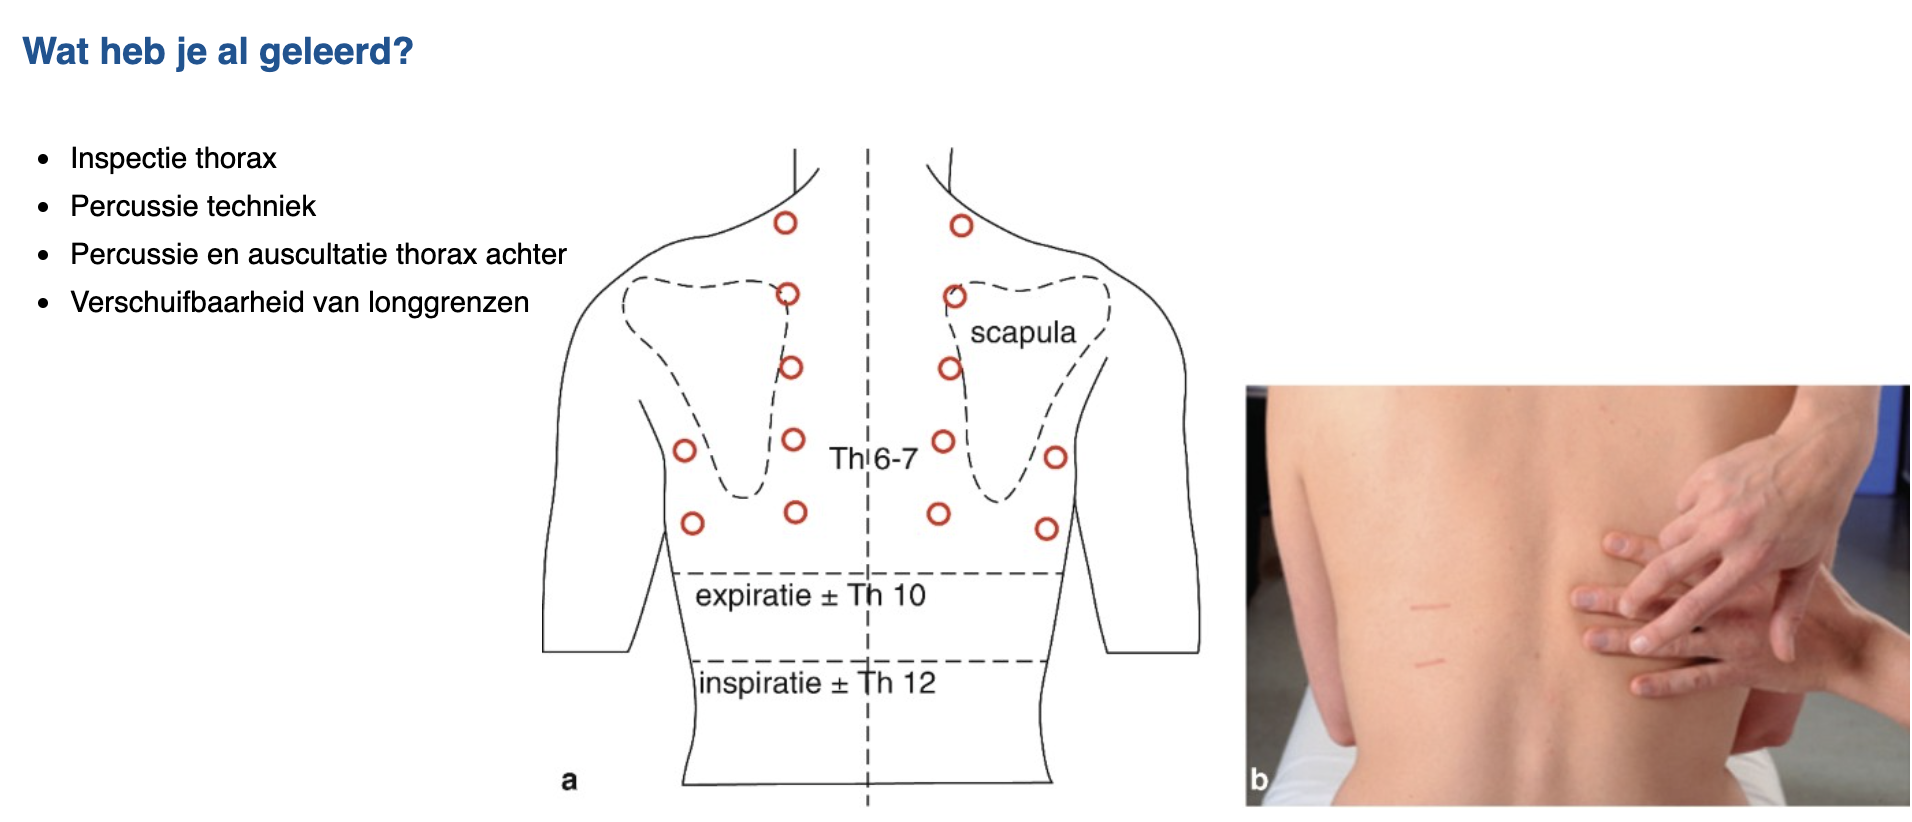 Wat heb je al geleerd?
Inspectie thorax
Percussie techniek
Percussie en auscultatie thorax achter
Verschuifbaarheid van longgrenzen
scapula
Th 6-7
expiratie ± Th 10
inspiratie ± Th 12
a
b